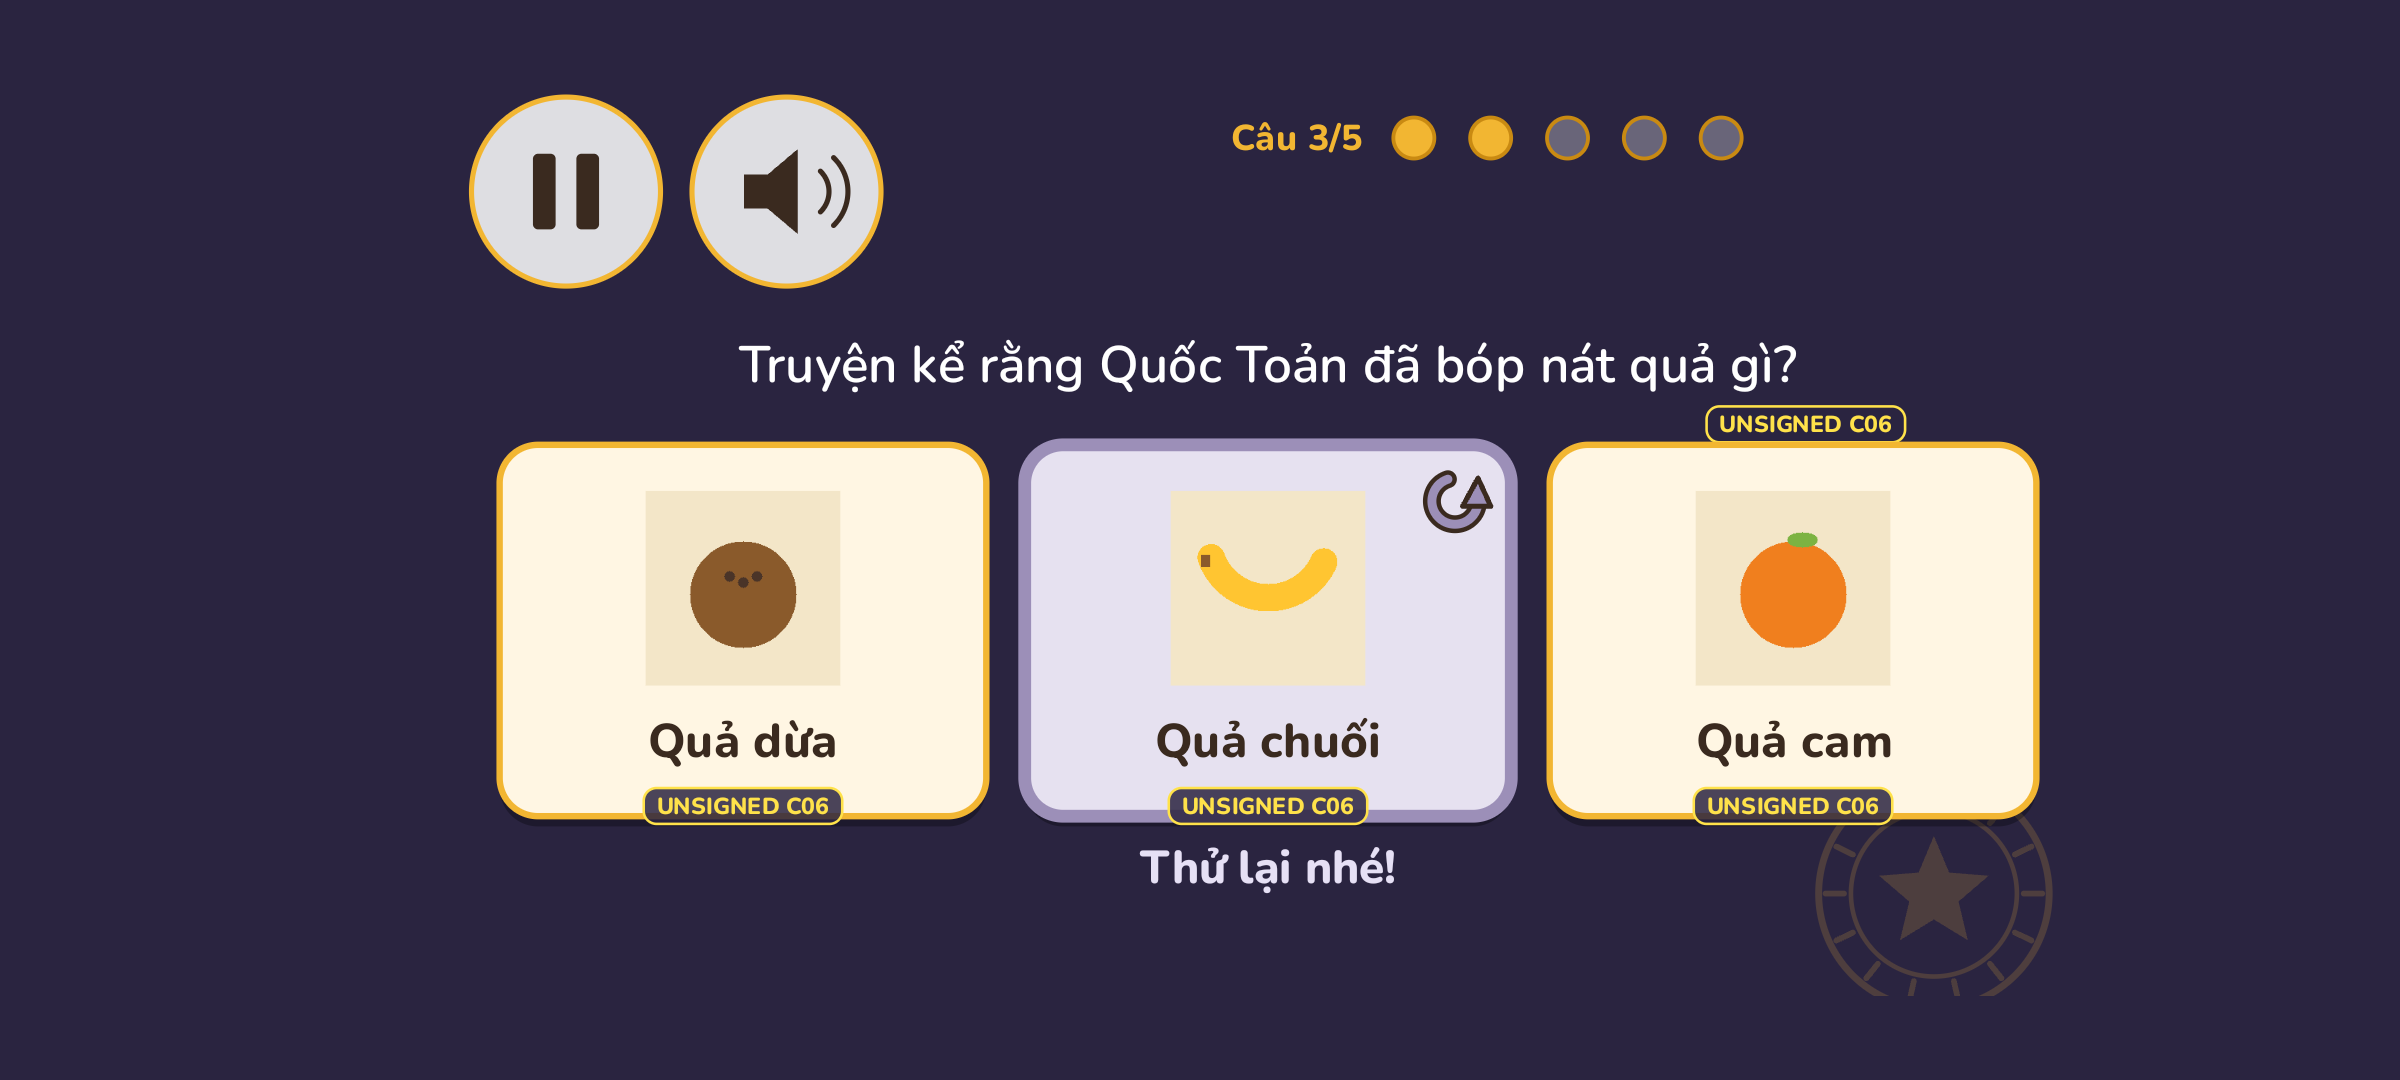 Câu 3/5
Truyện kể rằng Quốc Toản đã bóp nát quả gì?
UNSIGNED C06
Quả dừa
Quả chuối
Quả cam
UNSIGNED C06
UNSIGNED C06
UNSIGNED C06
Thử lại nhé!